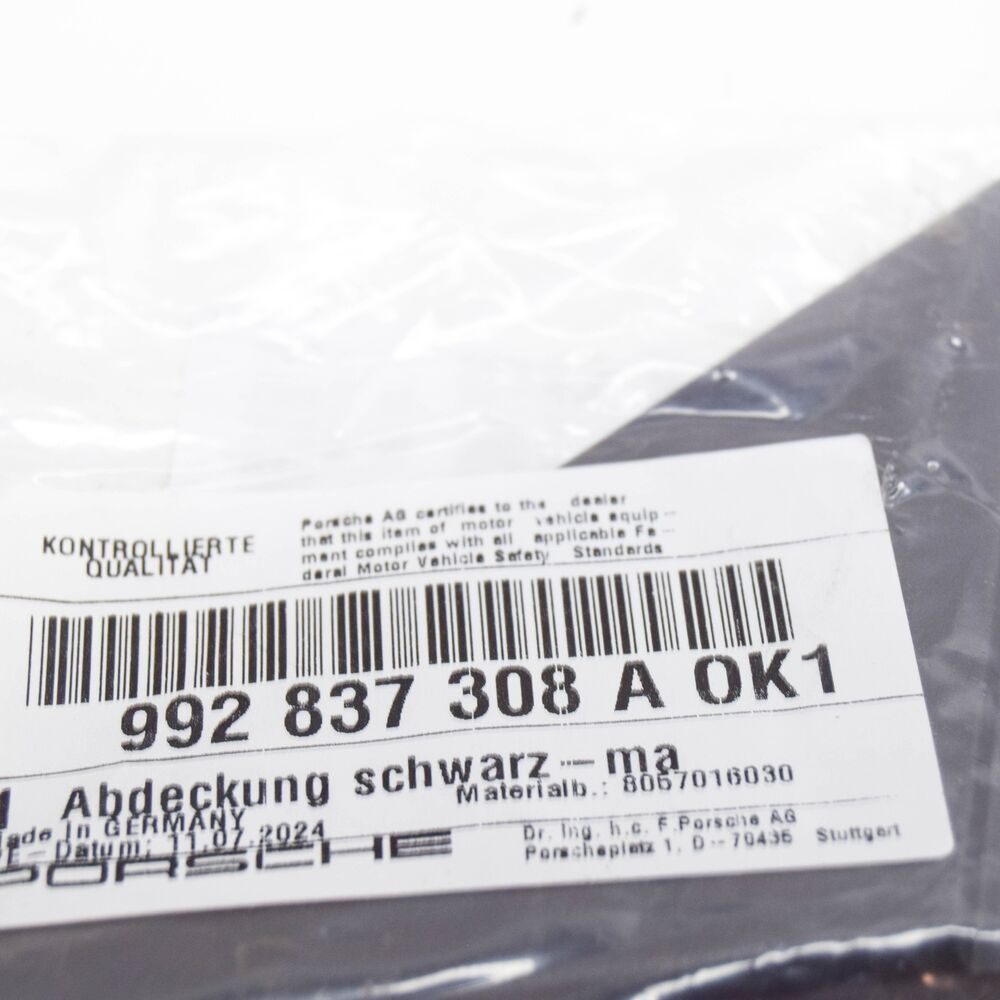 KONTROLLIERTE
QUALITÄT
Porsche AG certifies to the dealer
that this item of motor vehicle equip-
ment complies with all applicable Fe-
deral Motor Vehicle Safety Standards
992 837 308 A OK1
1 Abdeckung schwarz-ma
Materialb.: 8057016030
Made in GERMANY
E-Datum: 11.07.2024
PORSCHE
Dr. Ing. h.c. F. Porsche AG
Porscheplatz 1, D-70435 Stuttgart